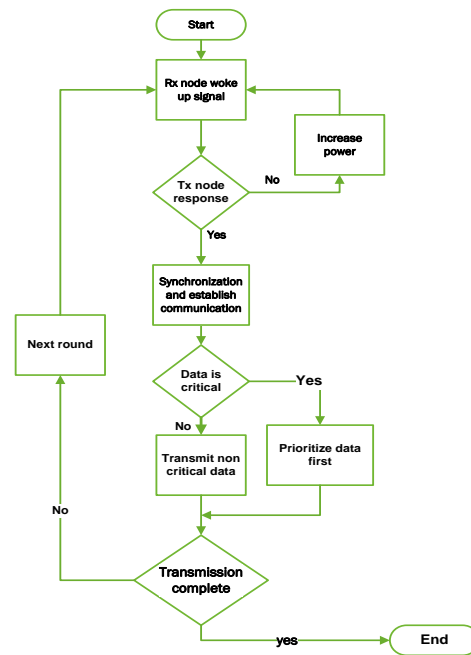 Start
Rx node woke
up signal
Increase
power
Tx node
response
No
Yes
Synchronization
and establish
communication
Next round
Data is
critical
Yes
No
Transmit non
critical data
Prioritize data
first
No
Transmission
complete
yes
End